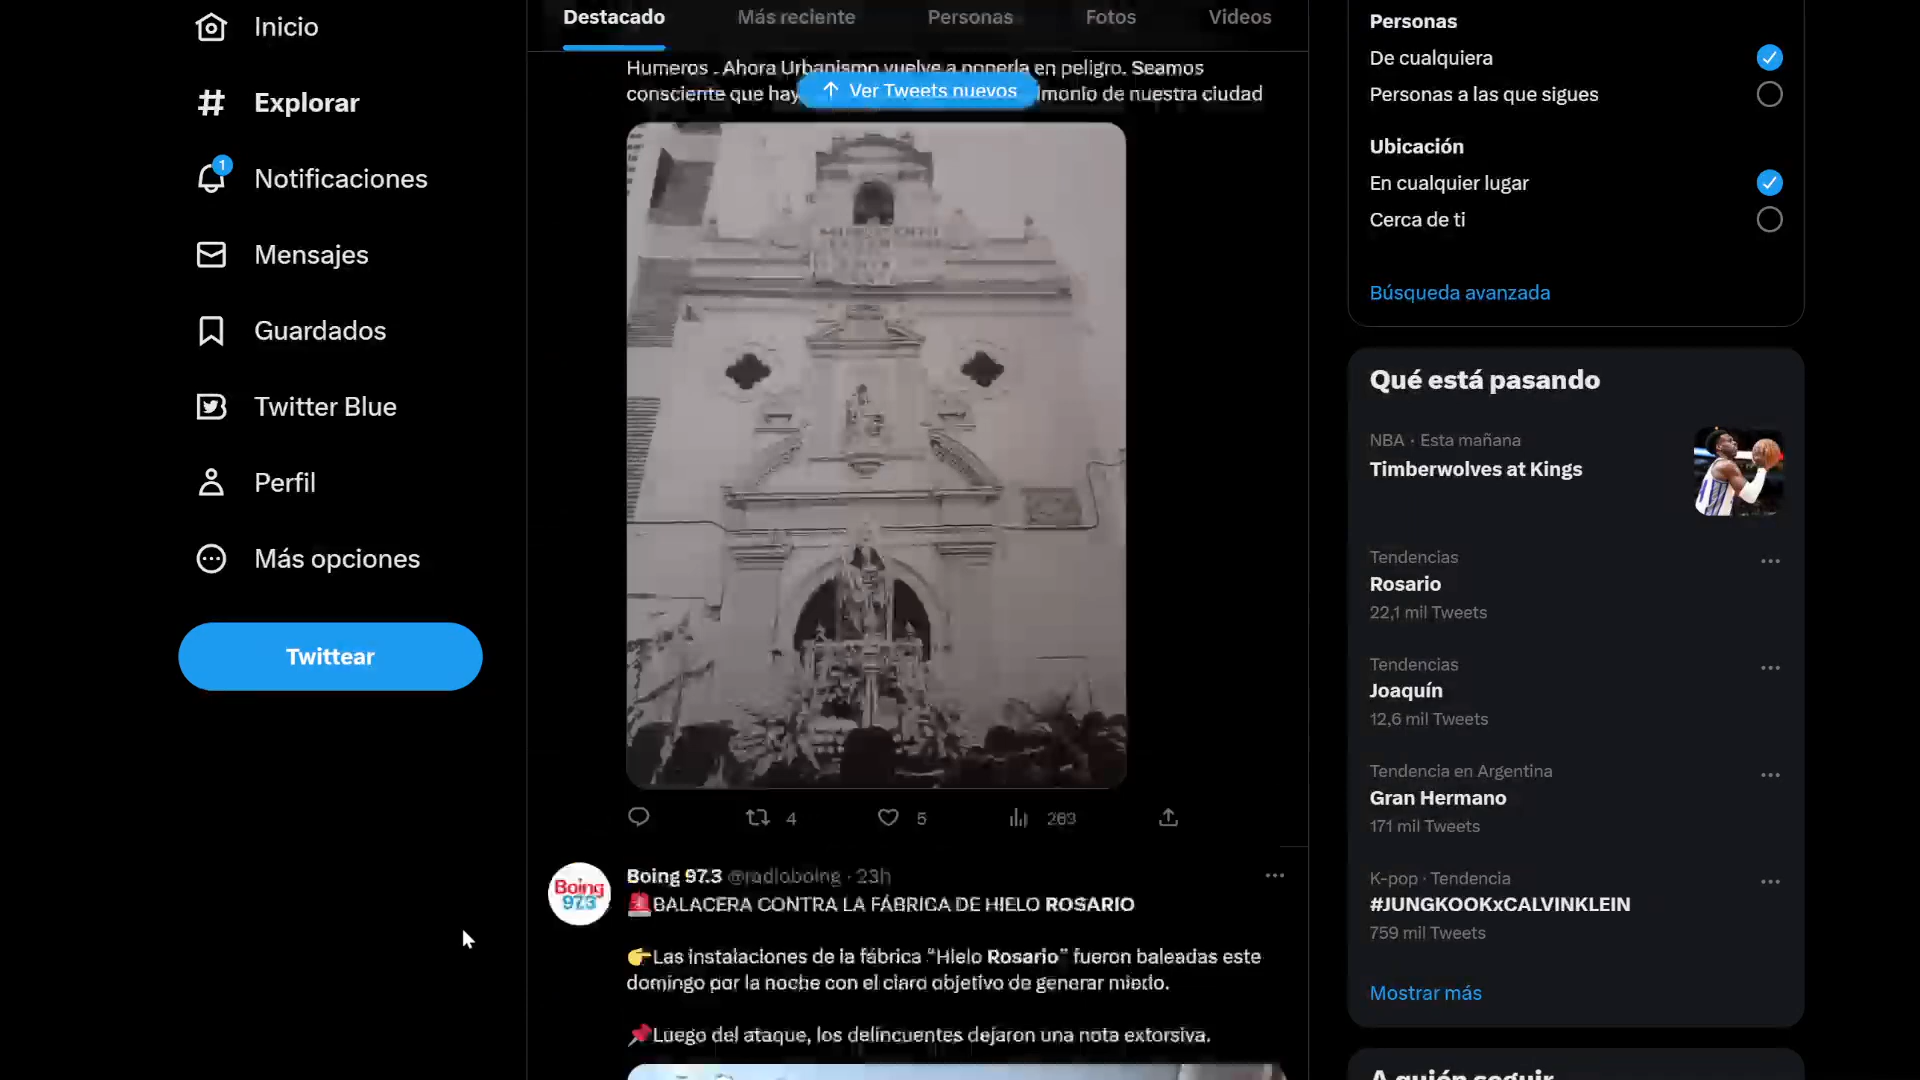 Inicio
Explorar
1
Notificaciones
Mensajes
Guardados
Twitter Blue
Perfil
Más opciones
Twittear
Destacado
Más reciente
Personas
Fotos
Videos
Humeros . Ahora Urbanismo vuelve a ponerla en peligro. Seamos
consciente que hay
Ver Tweets nuevos
imonio de nuestra ciudad
4
5
263
Boing 97.3 @radioboing · 23h
Boing
97.3
BALACERA CONTRA LA FÁBRICA DE HIELO ROSARIO
Las instalaciones de la fábrica “Hielo Rosario” fueron baleadas este
domingo por la noche con el claro objetivo de generar miedo.
Luego del ataque, los delincuentes dejaron una nota extorsiva.
Personas
De cualquiera
Personas a las que sigues
Ubicación
En cualquier lugar
Cerca de ti
Búsqueda avanzada
Qué está pasando
NBA · Esta mañana
Timberwolves at Kings
Tendencias
Rosario
22,1 mil Tweets
Tendencias
Joaquín
12,6 mil Tweets
Tendencia en Argentina
Gran Hermano
171 mil Tweets
K-pop · Tendencia
#JUNGKOOKxCALVINKLEIN
759 mil Tweets
Mostrar más
A quién seguir